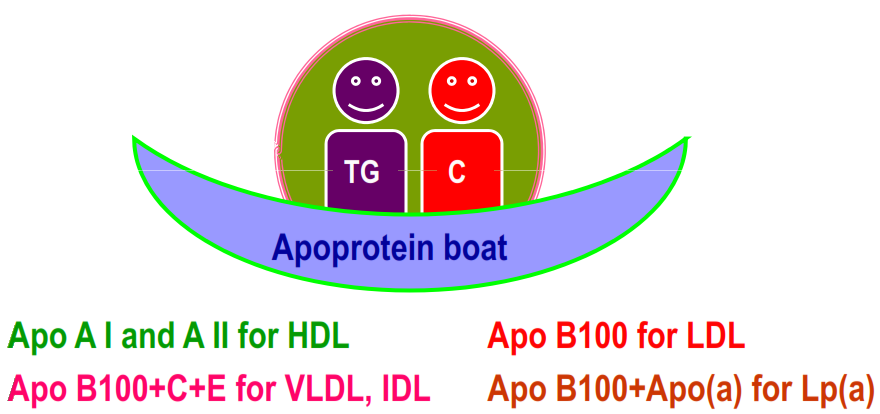 TG C
Apoprotein boat
Apo A I and A II for HDL
Apo B100 for LDL
Apo B100+C+E for VLDL, IDL
Apo B100+Apo(a) for Lp(a)